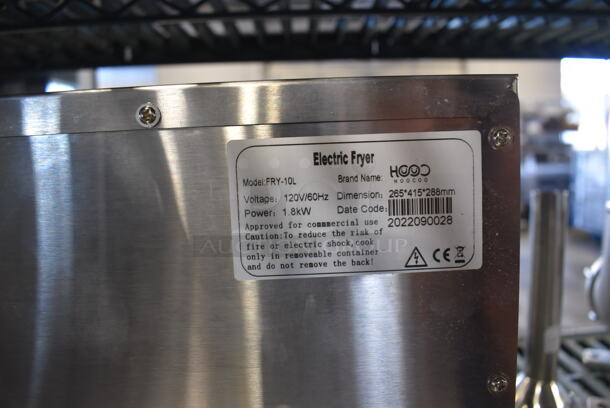 Electric Fryer
Model:FRY-10L Brand Name: HOOD
HOOCOO
Voltage: 120V/60Hz Dimension: 265*415*288mm
Power: 1.8kW Date Code:
Approved for commmercial use 2022090028
Caution:To reduce the risk of
fire or electric shock,cook
only in removeable container
and do not remove the back!
CE